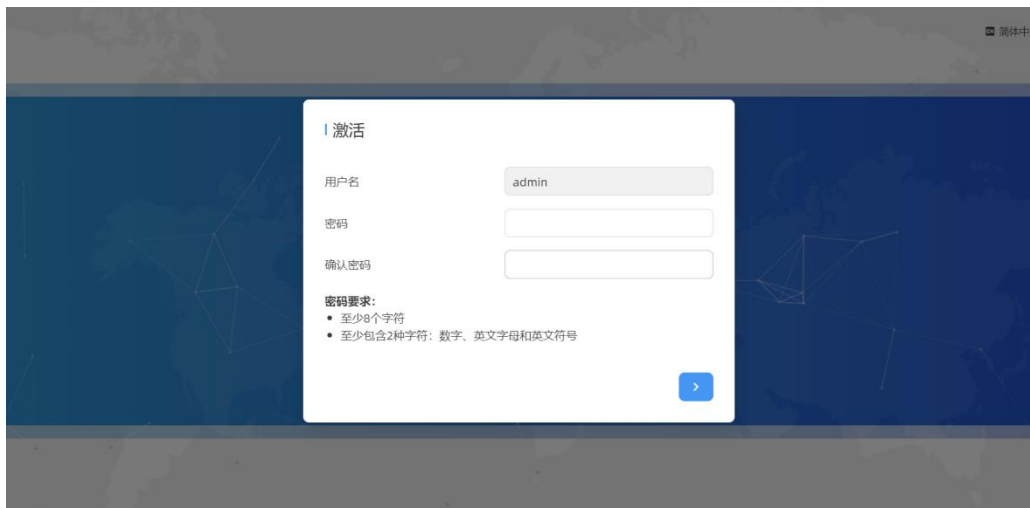 简体中
激活
用户名
admin
密码
确认密码
密码要求：
至少8个字符
至少包含2种字符：数字、英文字母和英文符号